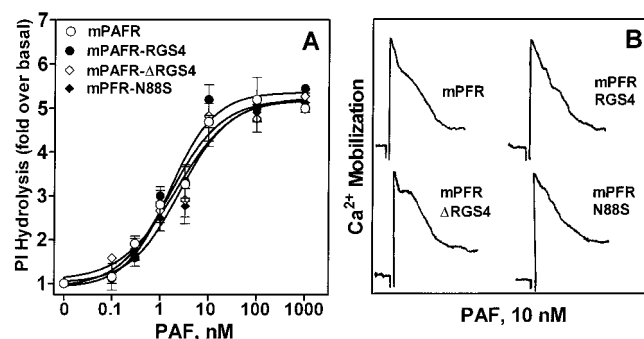 A
mPAFR
mPAFR-RGS4
mPAFR-ΔRGS4
mPFR-N88S
PI Hydrolysis (fold over basal)
7
6
5
4
3
2
1
0 0.1 1 10 100 1000
PAF, nM
B
Ca2+ Mobilization
mPFR
mPFR
RGS4
mPFR
ΔRGS4
mPFR
N88S
PAF, 10 nM